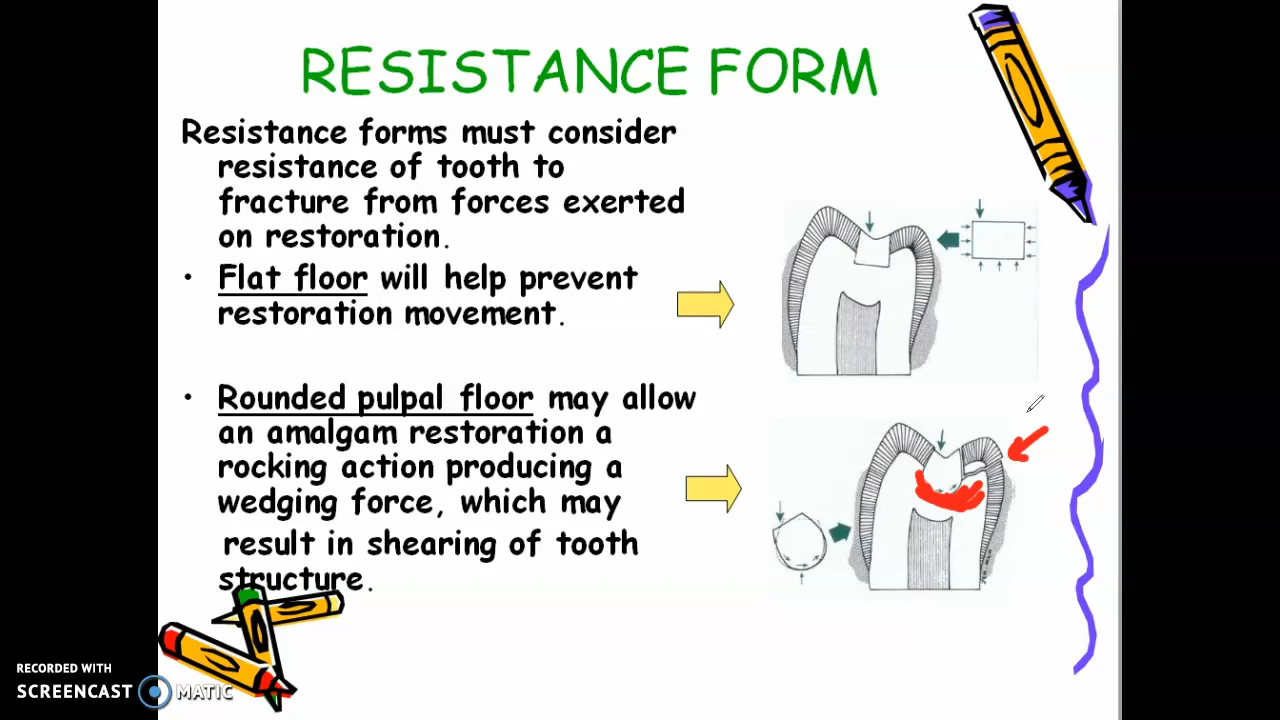 RESISTANCE FORM
Resistance forms must consider
resistance of tooth to
fracture from forces exerted
on restoration.
• Flat floor will help prevent
restoration movement.
• Rounded pulpal floor may allow
an amalgam restoration a
rocking action producing a
wedging force, which may
result in shearing of tooth
structure.
RECORDED WITH
SCREENCAST MATIC